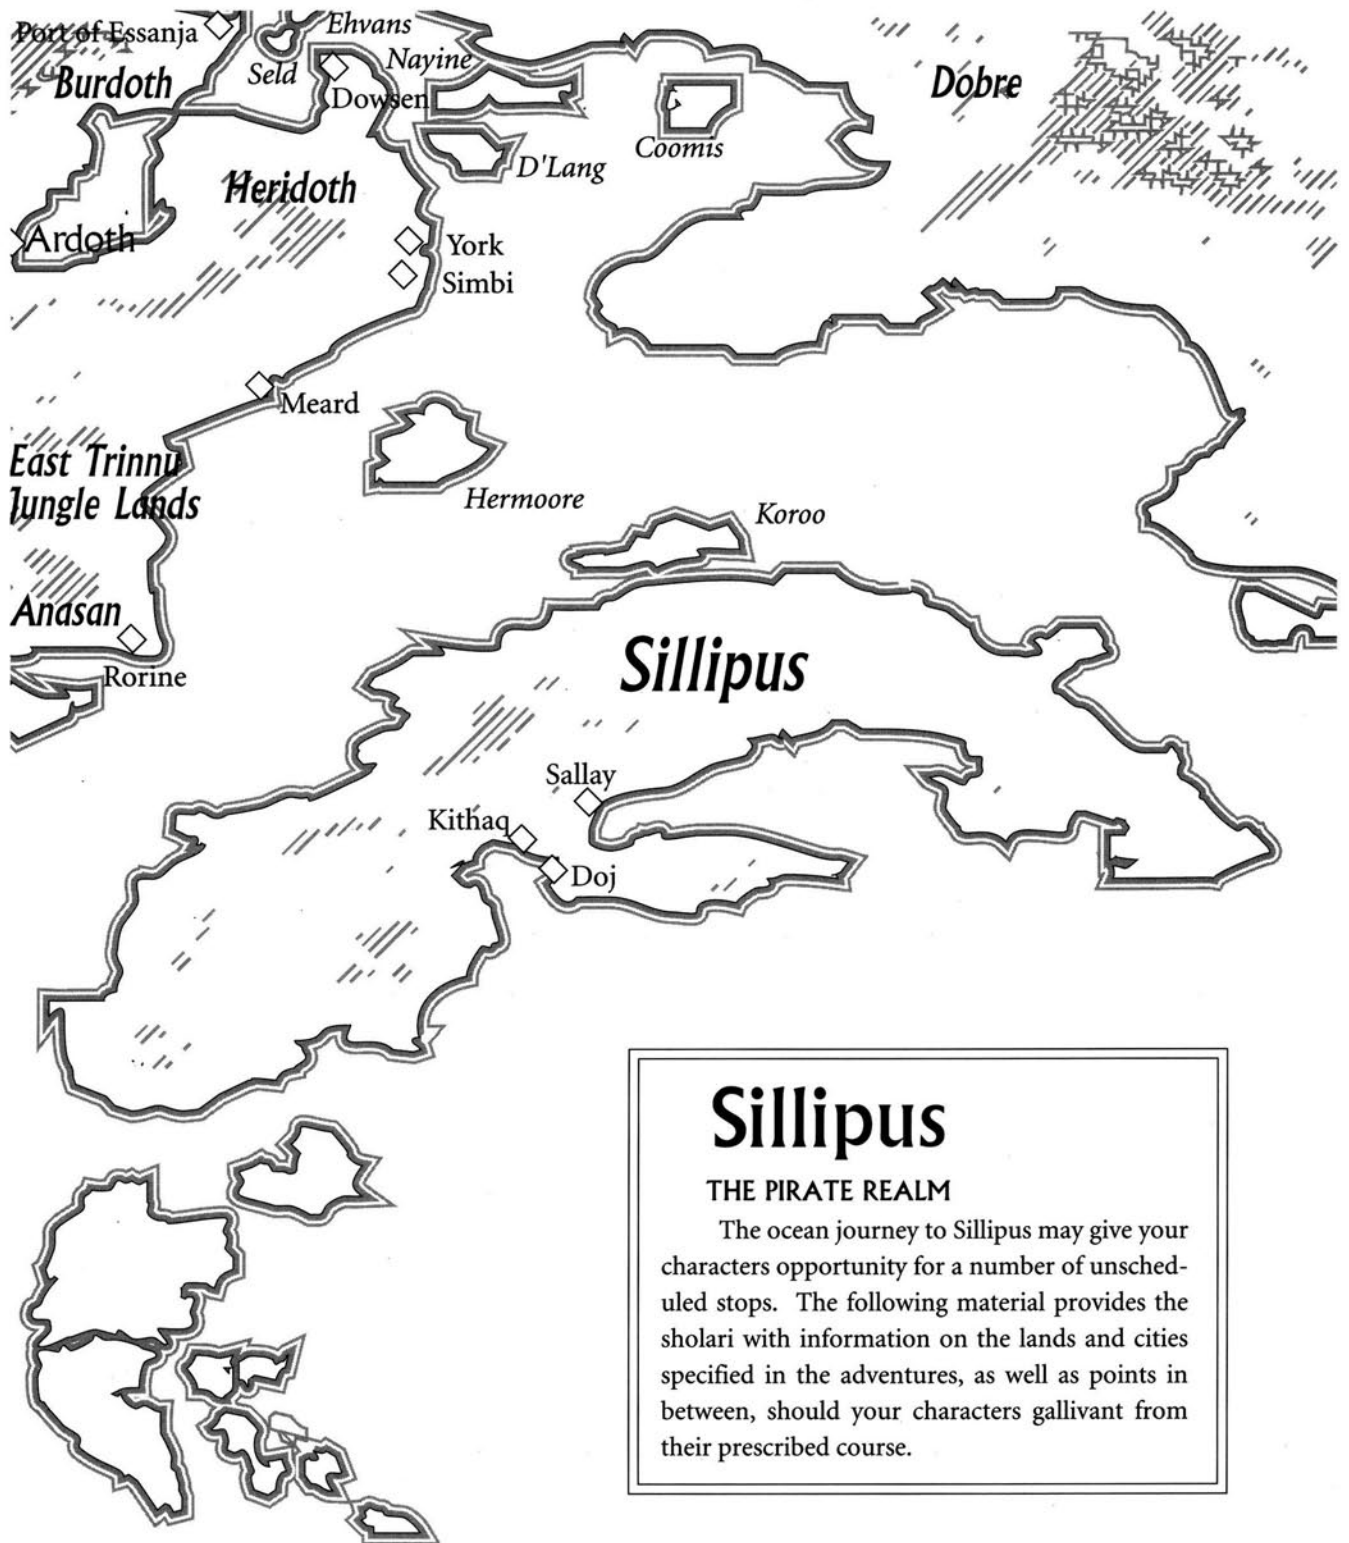 Ehvans
Port of Essanja
Nayine
Seld
Burdoth
Dobre
Dowsen
Coomis
D'Lang
Heridoth
Ardoth
York
Simbi
Meard
East Trinnu
Jungle Lands
Hermoore
Koroo
Anasan
Rorine
Sillipus
Sallay
Kithaq
Doj
Sillipus
THE PIRATE REALM
The ocean journey to Sillipus may give your
characters opportunity for a number of unsched-
uled stops. The following material provides the
sholari with information on the lands and cities
specified in the adventures, as well as points in
between, should your characters gallivant from
their prescribed course.